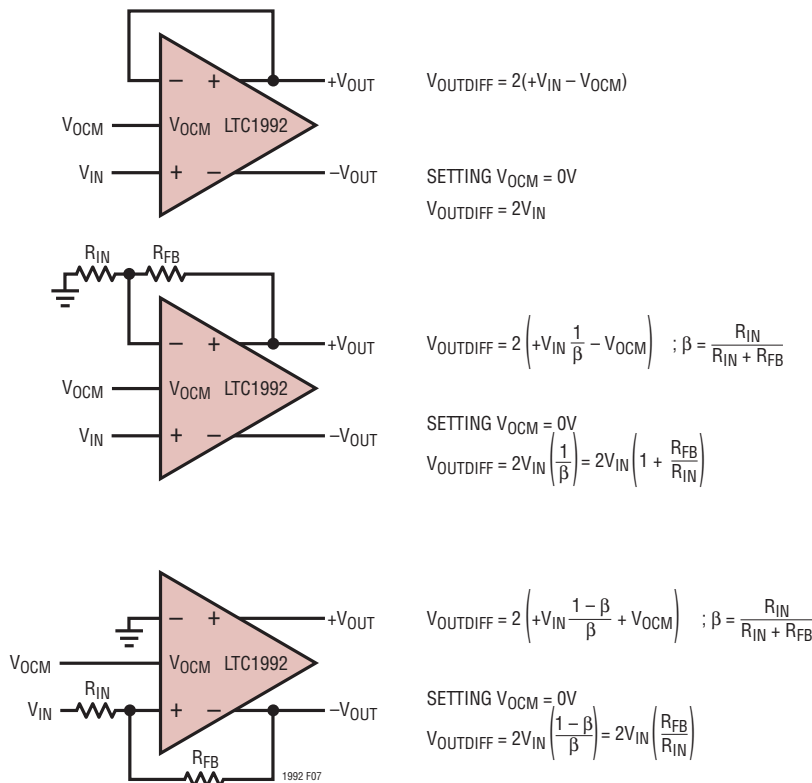 − +
+VOUT
VOUTDIFF = 2(+VIN − VOCM)
VOCM
VOCM LTC1992
VIN
+ −
−VOUT
SETTING VOCM = 0V
VOUTDIFF = 2VIN
RIN
RFB
− +
+VOUT
VOUTDIFF = 2 (+VIN 1/β − VOCM) ; β = RIN/(RIN + RFB)
VOCM
VOCM LTC1992
VIN
+ −
−VOUT
SETTING VOCM = 0V
VOUTDIFF = 2VIN (1/β) = 2VIN (1 + RFB/RIN)
− +
+VOUT
VOUTDIFF = 2 (+VIN (1 − β)/β + VOCM) ; β = RIN/(RIN + RFB)
VOCM
VOCM LTC1992
RIN
VIN
+ −
−VOUT
SETTING VOCM = 0V
VOUTDIFF = 2VIN ((1 − β)/β) = 2VIN (RFB/RIN)
RFB
1992 F07